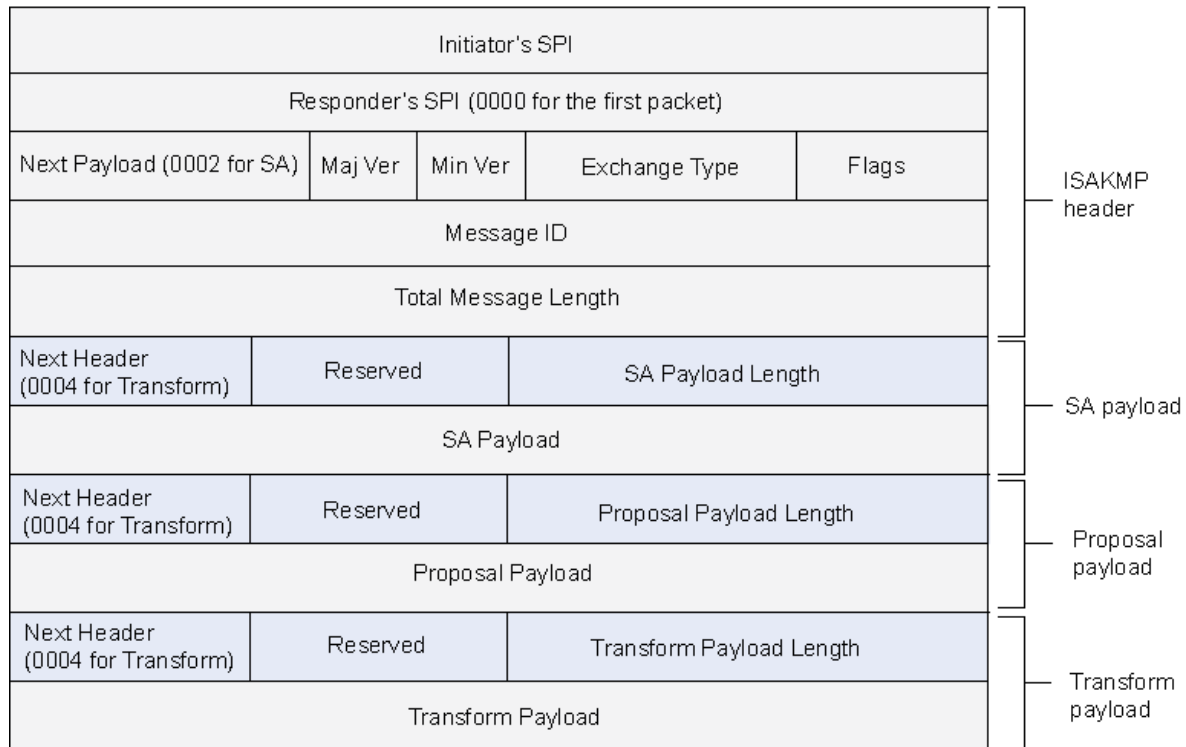 Initiator's SPI
Responder's SPI (0000 for the first packet)
Next Payload (0002 for SA)
Maj Ver
Min Ver
Exchange Type
Flags
ISAKMP
header
Message ID
Total Message Length
Next Header
(0004 for Transform)
Reserved
SA Payload Length
SA payload
SA Payload
Next Header
(0004 for Transform)
Reserved
Proposal Payload Length
Proposal
payload
Proposal Payload
Next Header
(0004 for Transform)
Reserved
Transform Payload Length
Transform
payload
Transform Payload